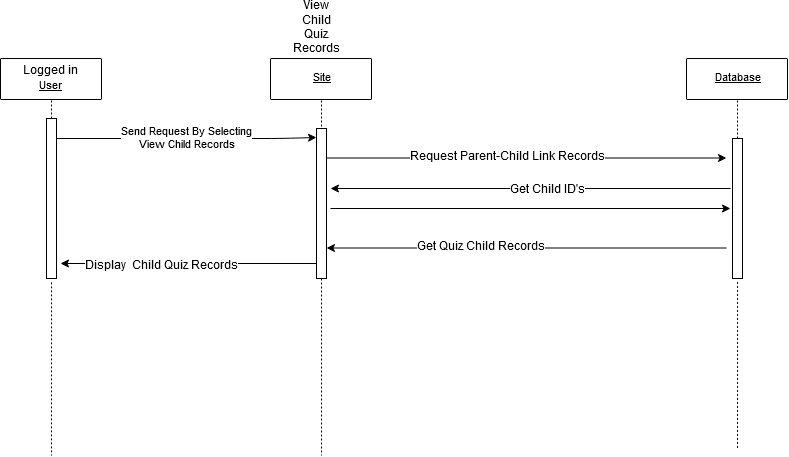 View
Child
Quiz
Records
Logged in
User
Site
Database
Send Request By Selecting
View Child Records
Request Parent-Child Link Records
Get Child ID's
Get Quiz Child Records
Display Child Quiz Records